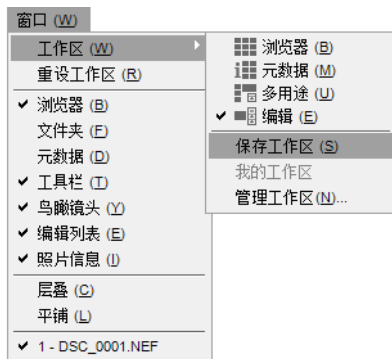 窗口 (W)
工作区 (W)
重设工作区 (R)
浏览器 (B)
文件夹 (F)
元数据 (D)
工具栏 (T)
鸟瞰镜头 (Y)
编辑列表 (E)
照片信息 (I)
层叠 (C)
平铺 (L)
1 - DSC_0001.NEF
浏览器 (B)
元数据 (M)
多用途 (U)
编辑 (E)
保存工作区 (S)
我的工作区
管理工作区(N)...